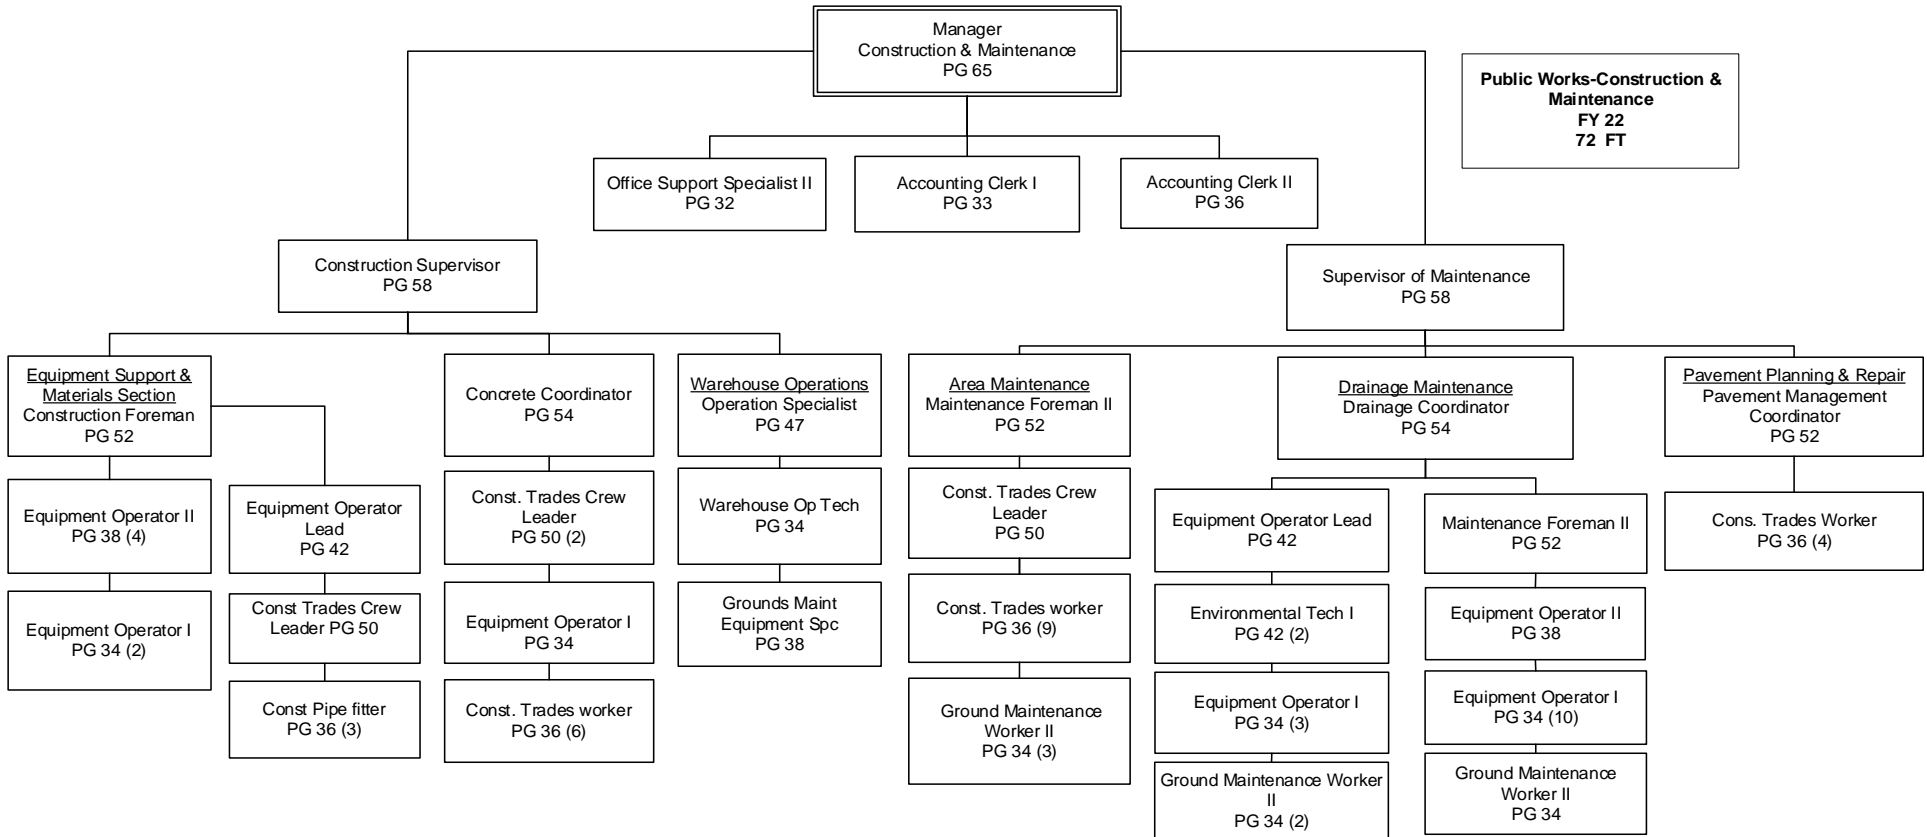 Manager
Construction & Maintenance
PG 65
Public Works-Construction &
Maintenance
FY 22
72 FT
Office Support Specialist II
PG 32
Accounting Clerk I
PG 33
Accounting Clerk II
PG 36
Construction Supervisor
PG 58
Supervisor of Maintenance
PG 58
Equipment Support &
Materials Section
Construction Foreman
PG 52
Concrete Coordinator
PG 54
Warehouse Operations
Operation Specialist
PG 47
Area Maintenance
Maintenance Foreman II
PG 52
Drainage Maintenance
Drainage Coordinator
PG 54
Pavement Planning & Repair
Pavement Management
Coordinator
PG 52
Equipment Operator II
PG 38 (4)
Equipment Operator
Lead
PG 42
Const. Trades Crew
Leader
PG 50 (2)
Warehouse Op Tech
PG 34
Const. Trades Crew
Leader
PG 50
Equipment Operator Lead
PG 42
Maintenance Foreman II
PG 52
Cons. Trades Worker
PG 36 (4)
Equipment Operator I
PG 34 (2)
Const Trades Crew
Leader PG 50
Equipment Operator I
PG 34
Grounds Maint
Equipment Spc
PG 38
Const. Trades worker
PG 36 (9)
Environmental Tech I
PG 42 (2)
Equipment Operator II
PG 38
Const Pipe fitter
PG 36 (3)
Const. Trades worker
PG 36 (6)
Ground Maintenance
Worker II
PG 34 (3)
Equipment Operator I
PG 34 (3)
Equipment Operator I
PG 34 (10)
Ground Maintenance Worker
II
PG 34 (2)
Ground Maintenance
Worker II
PG 34